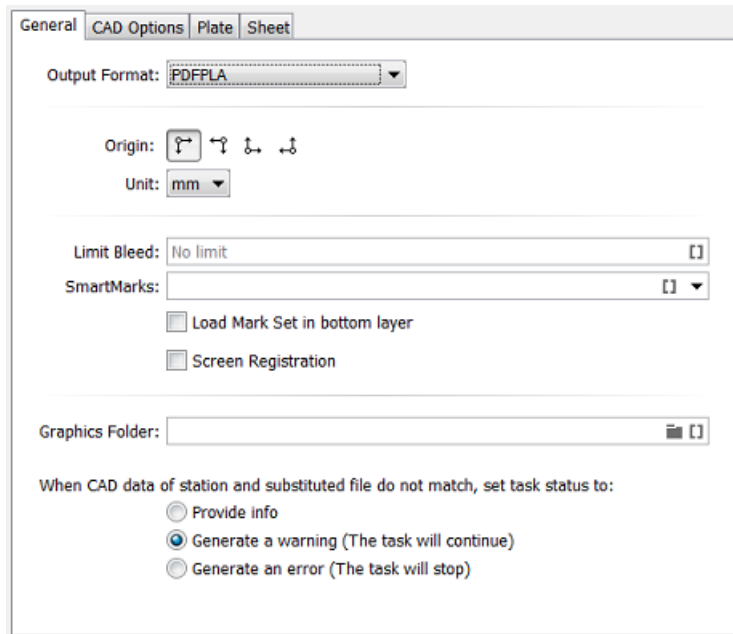 General CAD Options Plate Sheet
Output Format: PDFPLA
Origin:
Unit: mm
Limit Bleed: No limit
SmartMarks:
Load Mark Set in bottom layer
Screen Registration
Graphics Folder:
When CAD data of station and substituted file do not match, set task status to:
Provide info
Generate a warning (The task will continue)
Generate an error (The task will stop)